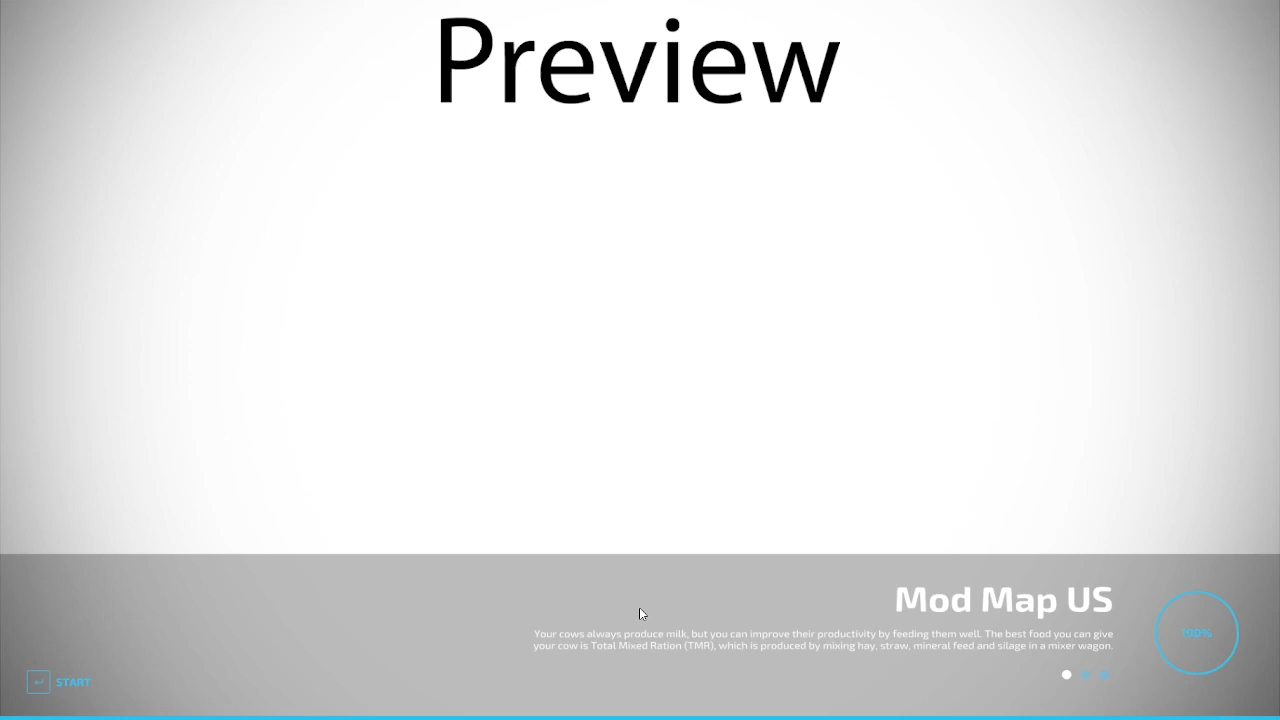 Preview
Mod Map US
Your cows always produce milk, but you can improve their productivity by feeding them well. The best food you can give
your cow is Total Mixed Ration (TMR), which is produced by mixing hay, straw, mineral feed and silage in a mixer wagon.
100%
START